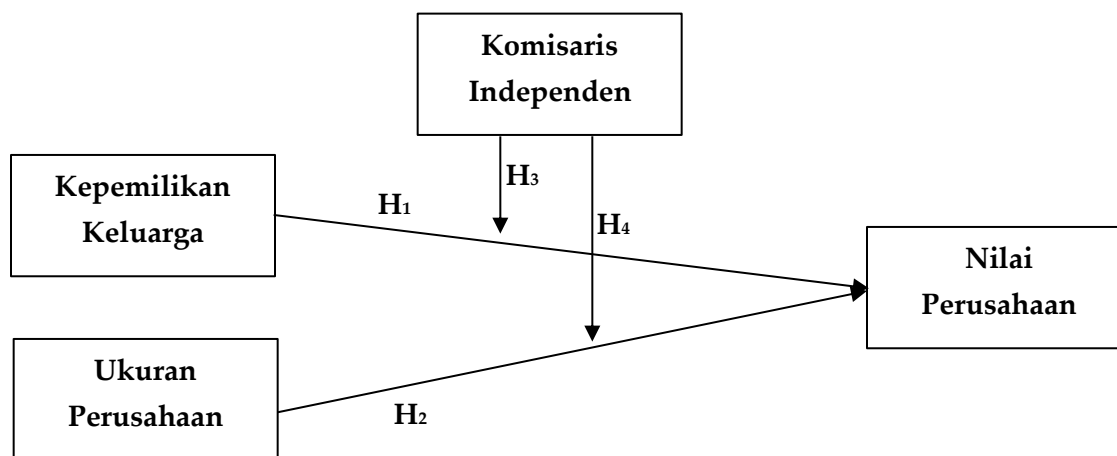 Komisaris
Independen
Kepemilikan
Keluarga
H₁
H₃
H₄
Nilai
Perusahaan
Ukuran
Perusahaan
H₂